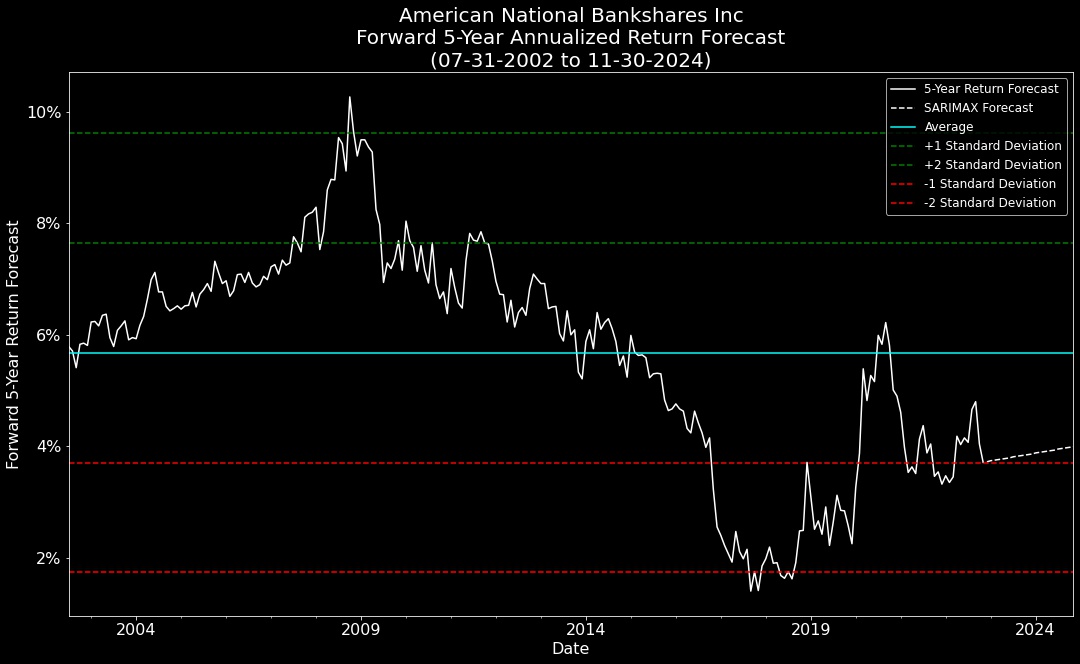 American National Bankshares Inc
Forward 5-Year Annualized Return Forecast
(07-31-2002 to 11-30-2024)
5-Year Return Forecast
SARIMAX Forecast
Average
+1 Standard Deviation
+2 Standard Deviation
-1 Standard Deviation
-2 Standard Deviation
Forward 5-Year Return Forecast
10%
8%
6%
4%
2%
2004
2009
2014
2019
2024
Date